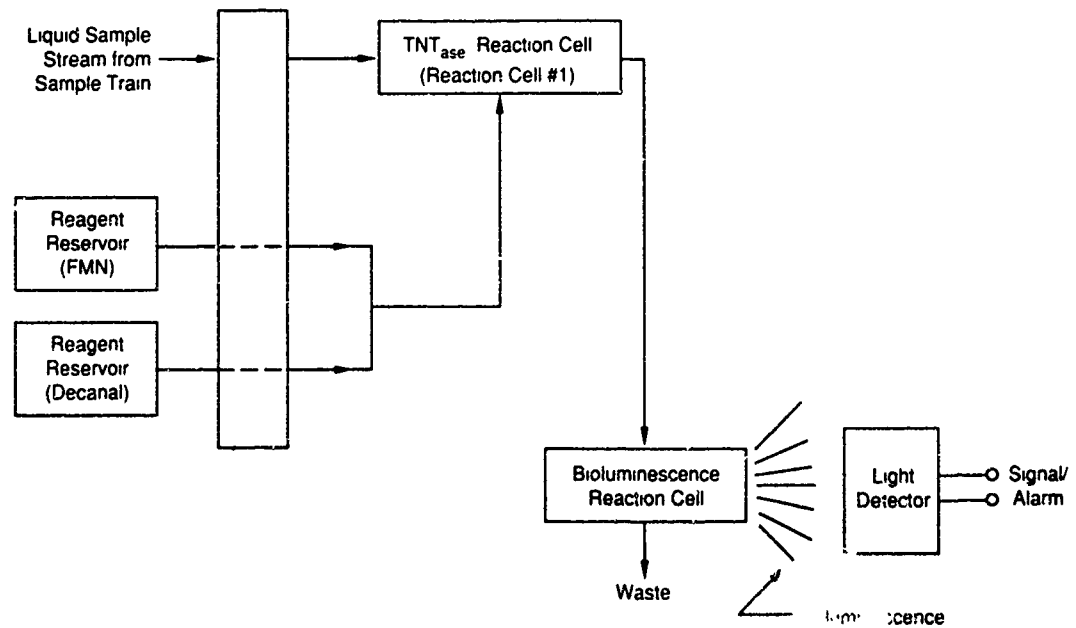 Liquid Sample
Stream from
Sample Train
TNTase Reaction Cell
(Reaction Cell #1)
Reagent
Reservoir
(FMN)
Reagent
Reservoir
(Decanal)
Bioluminescence
Reaction Cell
Light
Detector
Signal/
Alarm
Waste